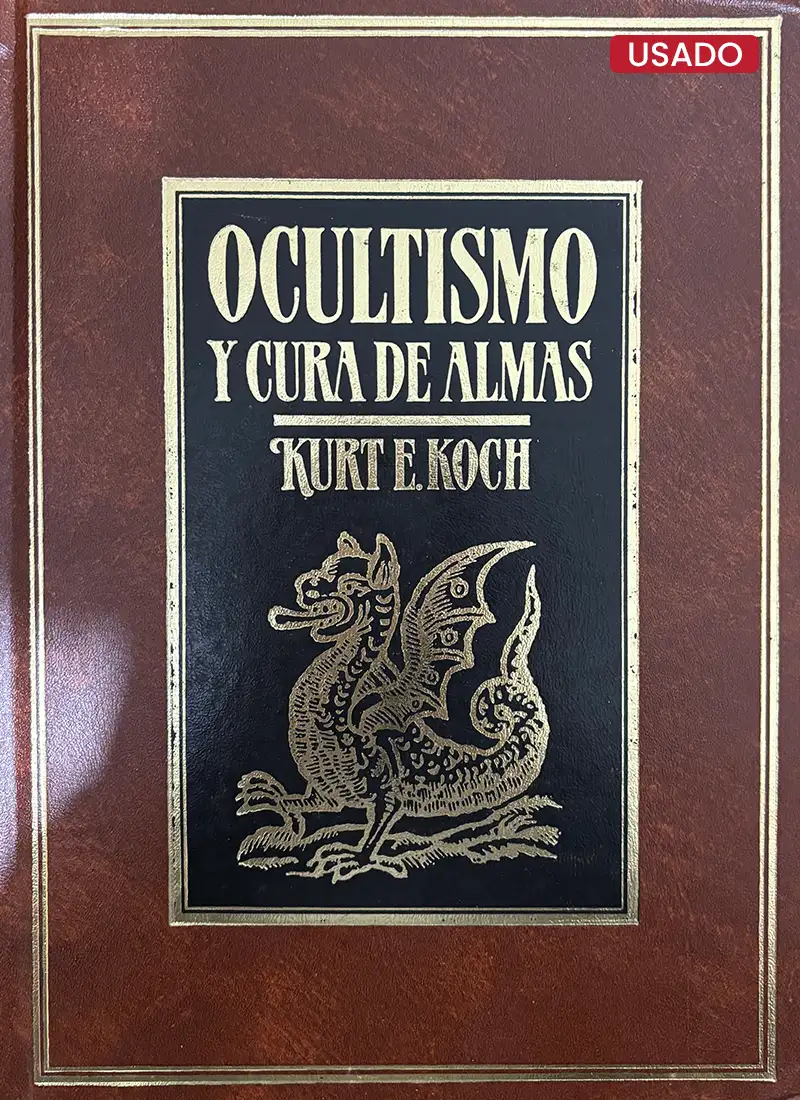 USADO
OCULTISMO
Y CURA DE ALMAS
KURT E. KOCH